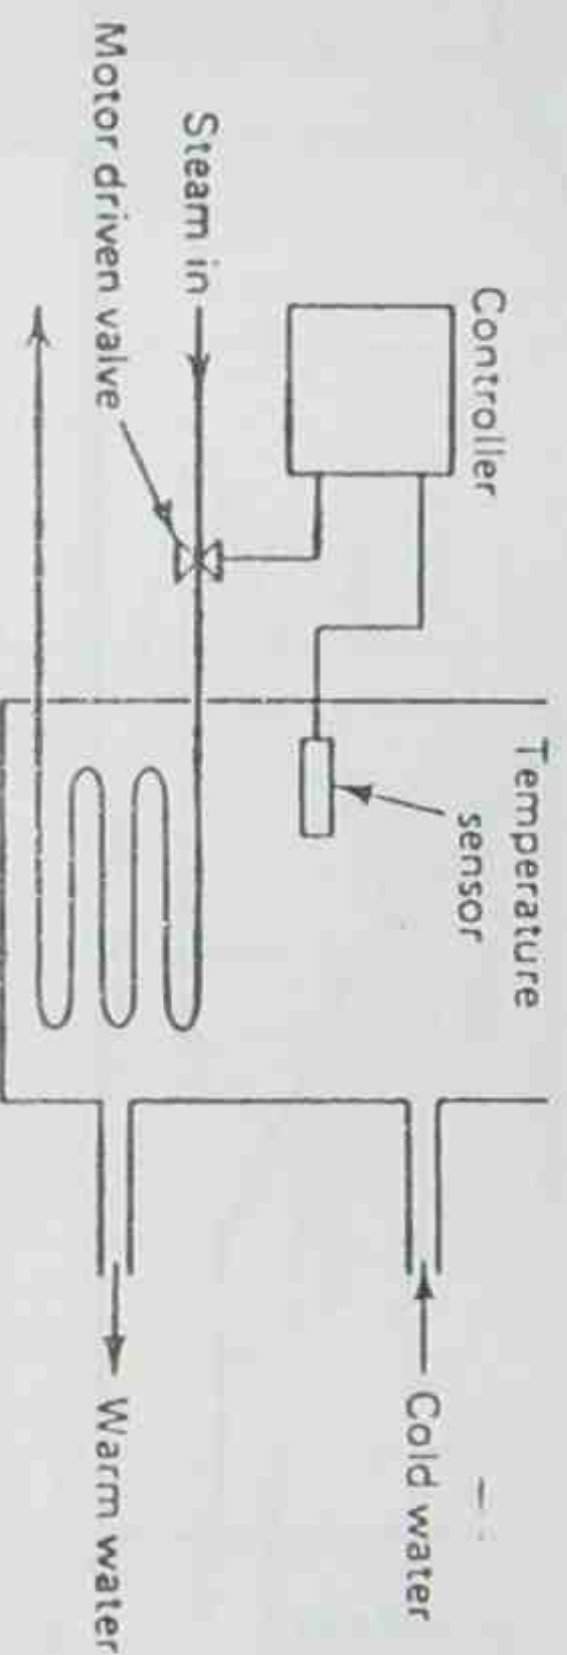 Controller
Temperature
sensor
Cold water
Steam in
Motor driven valve
Warm water